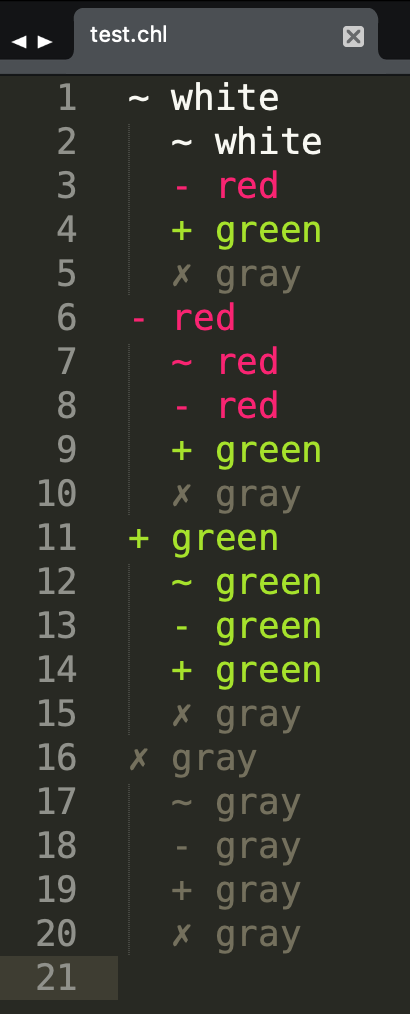 test.chl
1 ~ white
2 ~ white
3 - red
4 + green
5 ✗ gray
6 - red
7 ~ red
8 - red
9 + green
10 ✗ gray
11 + green
12 ~ green
13 - green
14 + green
15 ✗ gray
16 ✗ gray
17 ~ gray
18 - gray
19 + gray
20 ✗ gray
21